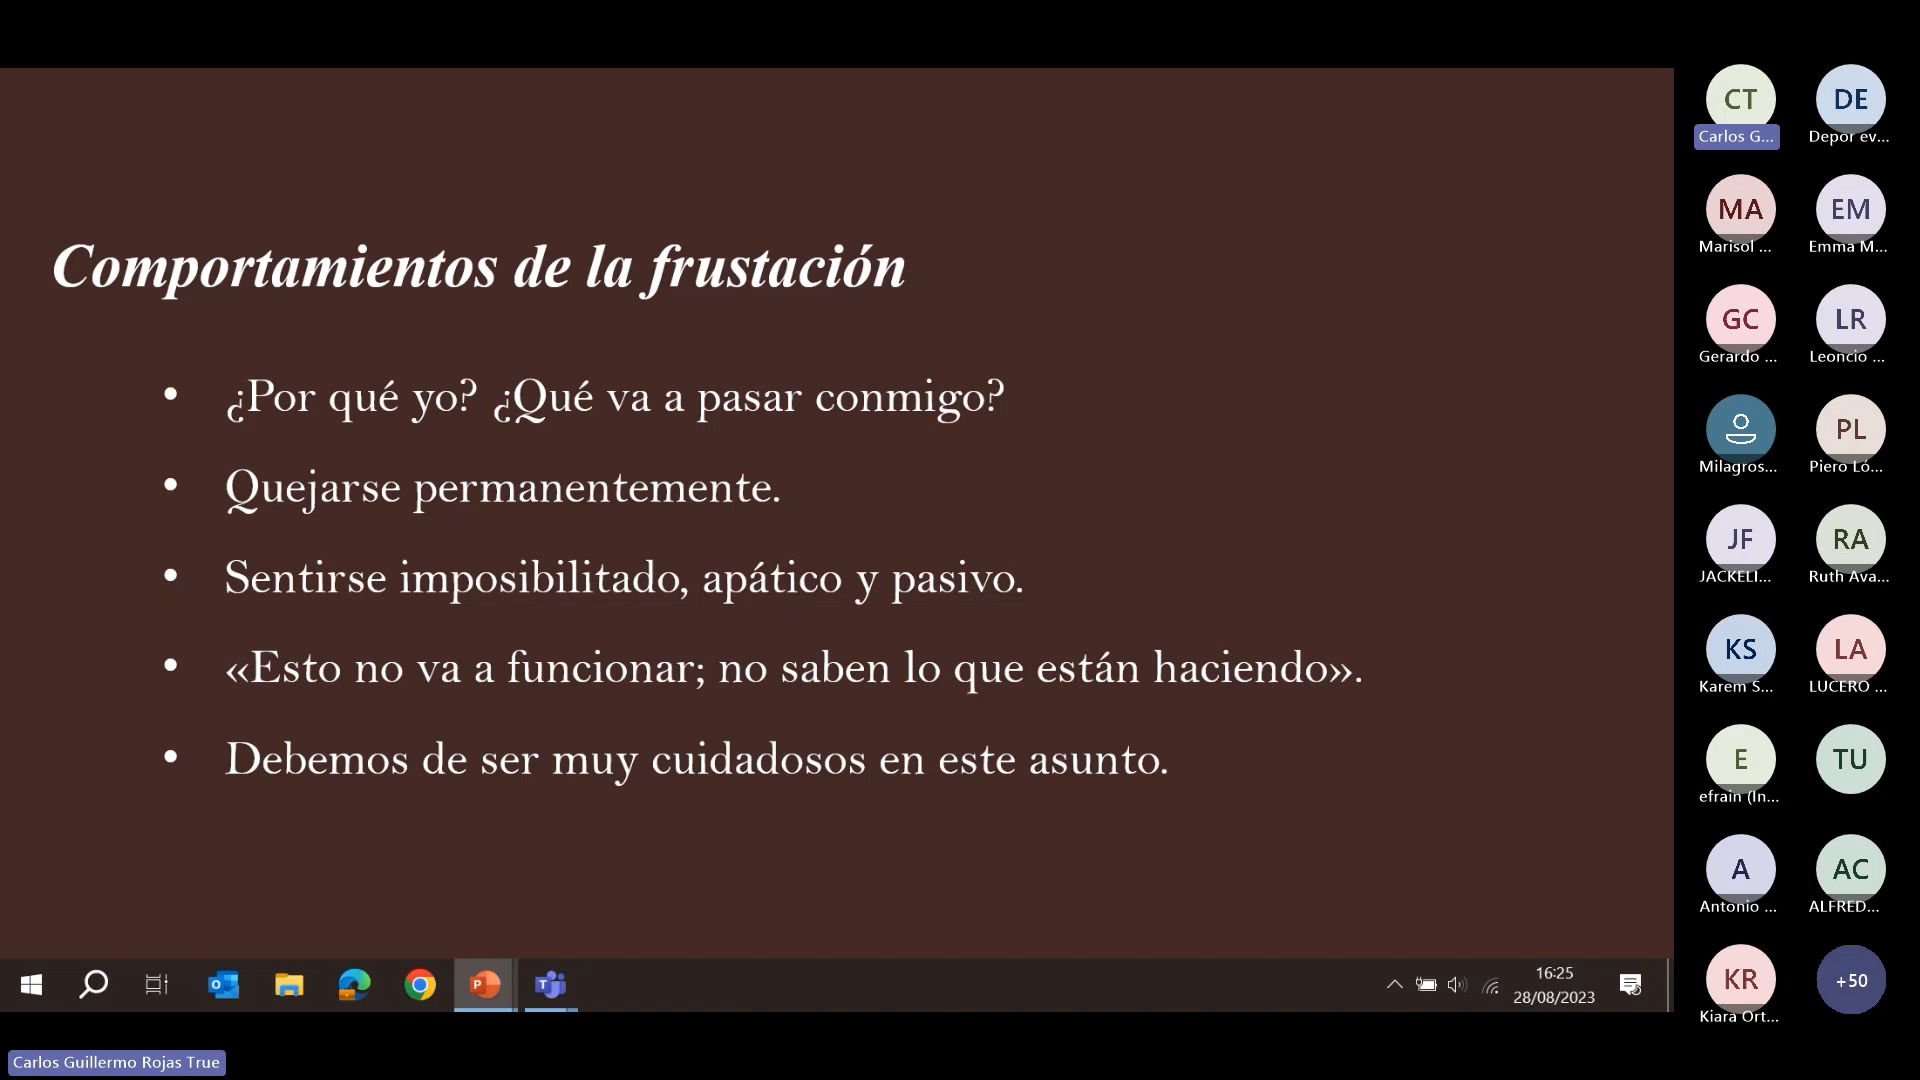 Comportamientos de la frustación
• ¿Por qué yo? ¿Qué va a pasar conmigo?
• Quejarse permanentemente.
• Sentirse imposibilitado, apático y pasivo.
• «Esto no va a funcionar; no saben lo que están haciendo».
• Debemos de ser muy cuidadosos en este asunto.
CT
Carlos G...
DE
Depor ev...
MA
Marisol ...
EM
Emma M...
GC
Gerardo ...
LR
Leoncio ...
Milagros...
PL
Piero Ló...
JF
JACKELI...
RA
Ruth Ava...
KS
Karem S...
LA
LUCERO ...
E
efrain (In...
TU
A
Antonio ...
AC
ALFRED...
KR
Kiara Ort...
+50
16:25
28/08/2023
Carlos Guillermo Rojas True